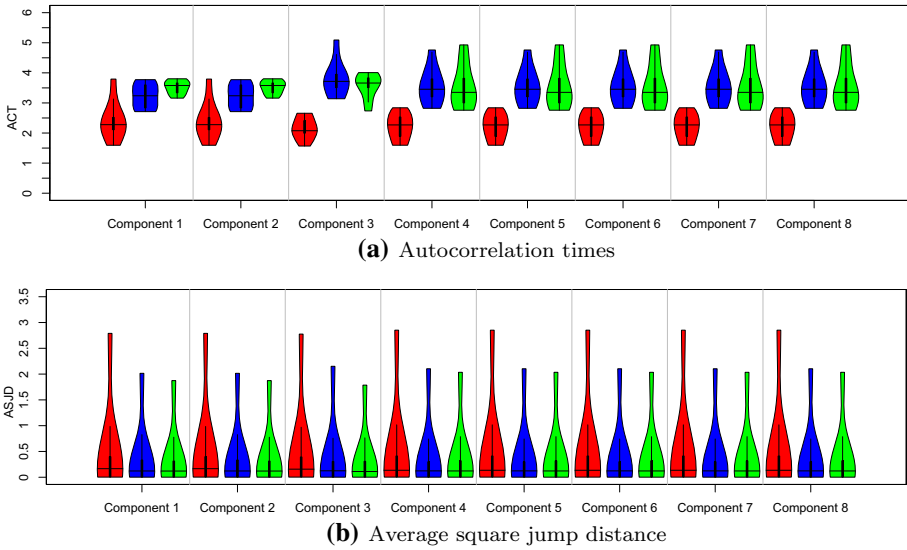 6
5
4
3
2
1
0
ACT
Component 1 Component 2 Component 3 Component 4 Component 5 Component 6 Component 7 Component 8
(a) Autocorrelation times
3.5
3
2.5
2
1.5
1
0.5
0
ASJD
Component 1 Component 2 Component 3 Component 4 Component 5 Component 6 Component 7 Component 8
(b) Average square jump distance